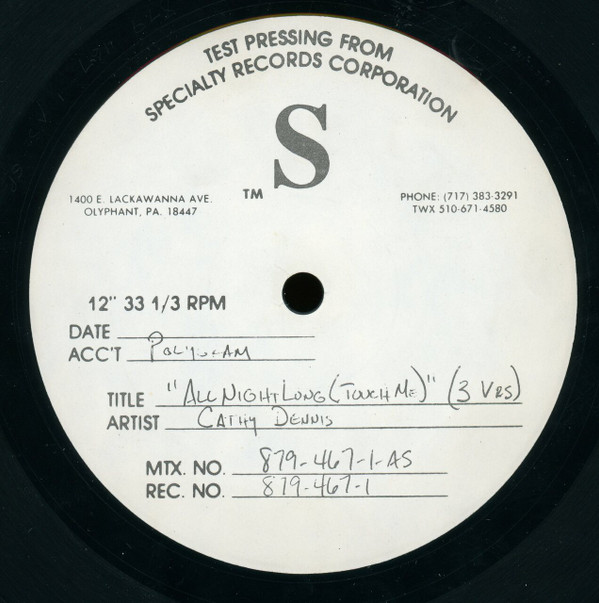 TEST PRESSING FROM
SPECIALTY RECORDS CORPORATION
S
TM
1400 E. LACKAWANNA AVE.
OLYPHANT, PA. 18447
PHONE: (717) 383-3291
TWX 510-671-4580
12" 33 1/3 RPM
DATE
ACC'T POLYGRAM
TITLE "ALL NIGHT LONG (TOUCH ME)" (3 VRS)
ARTIST CATHY DENNIS
MTX. NO. 879-467-1-AS
REC. NO. 879-467-1